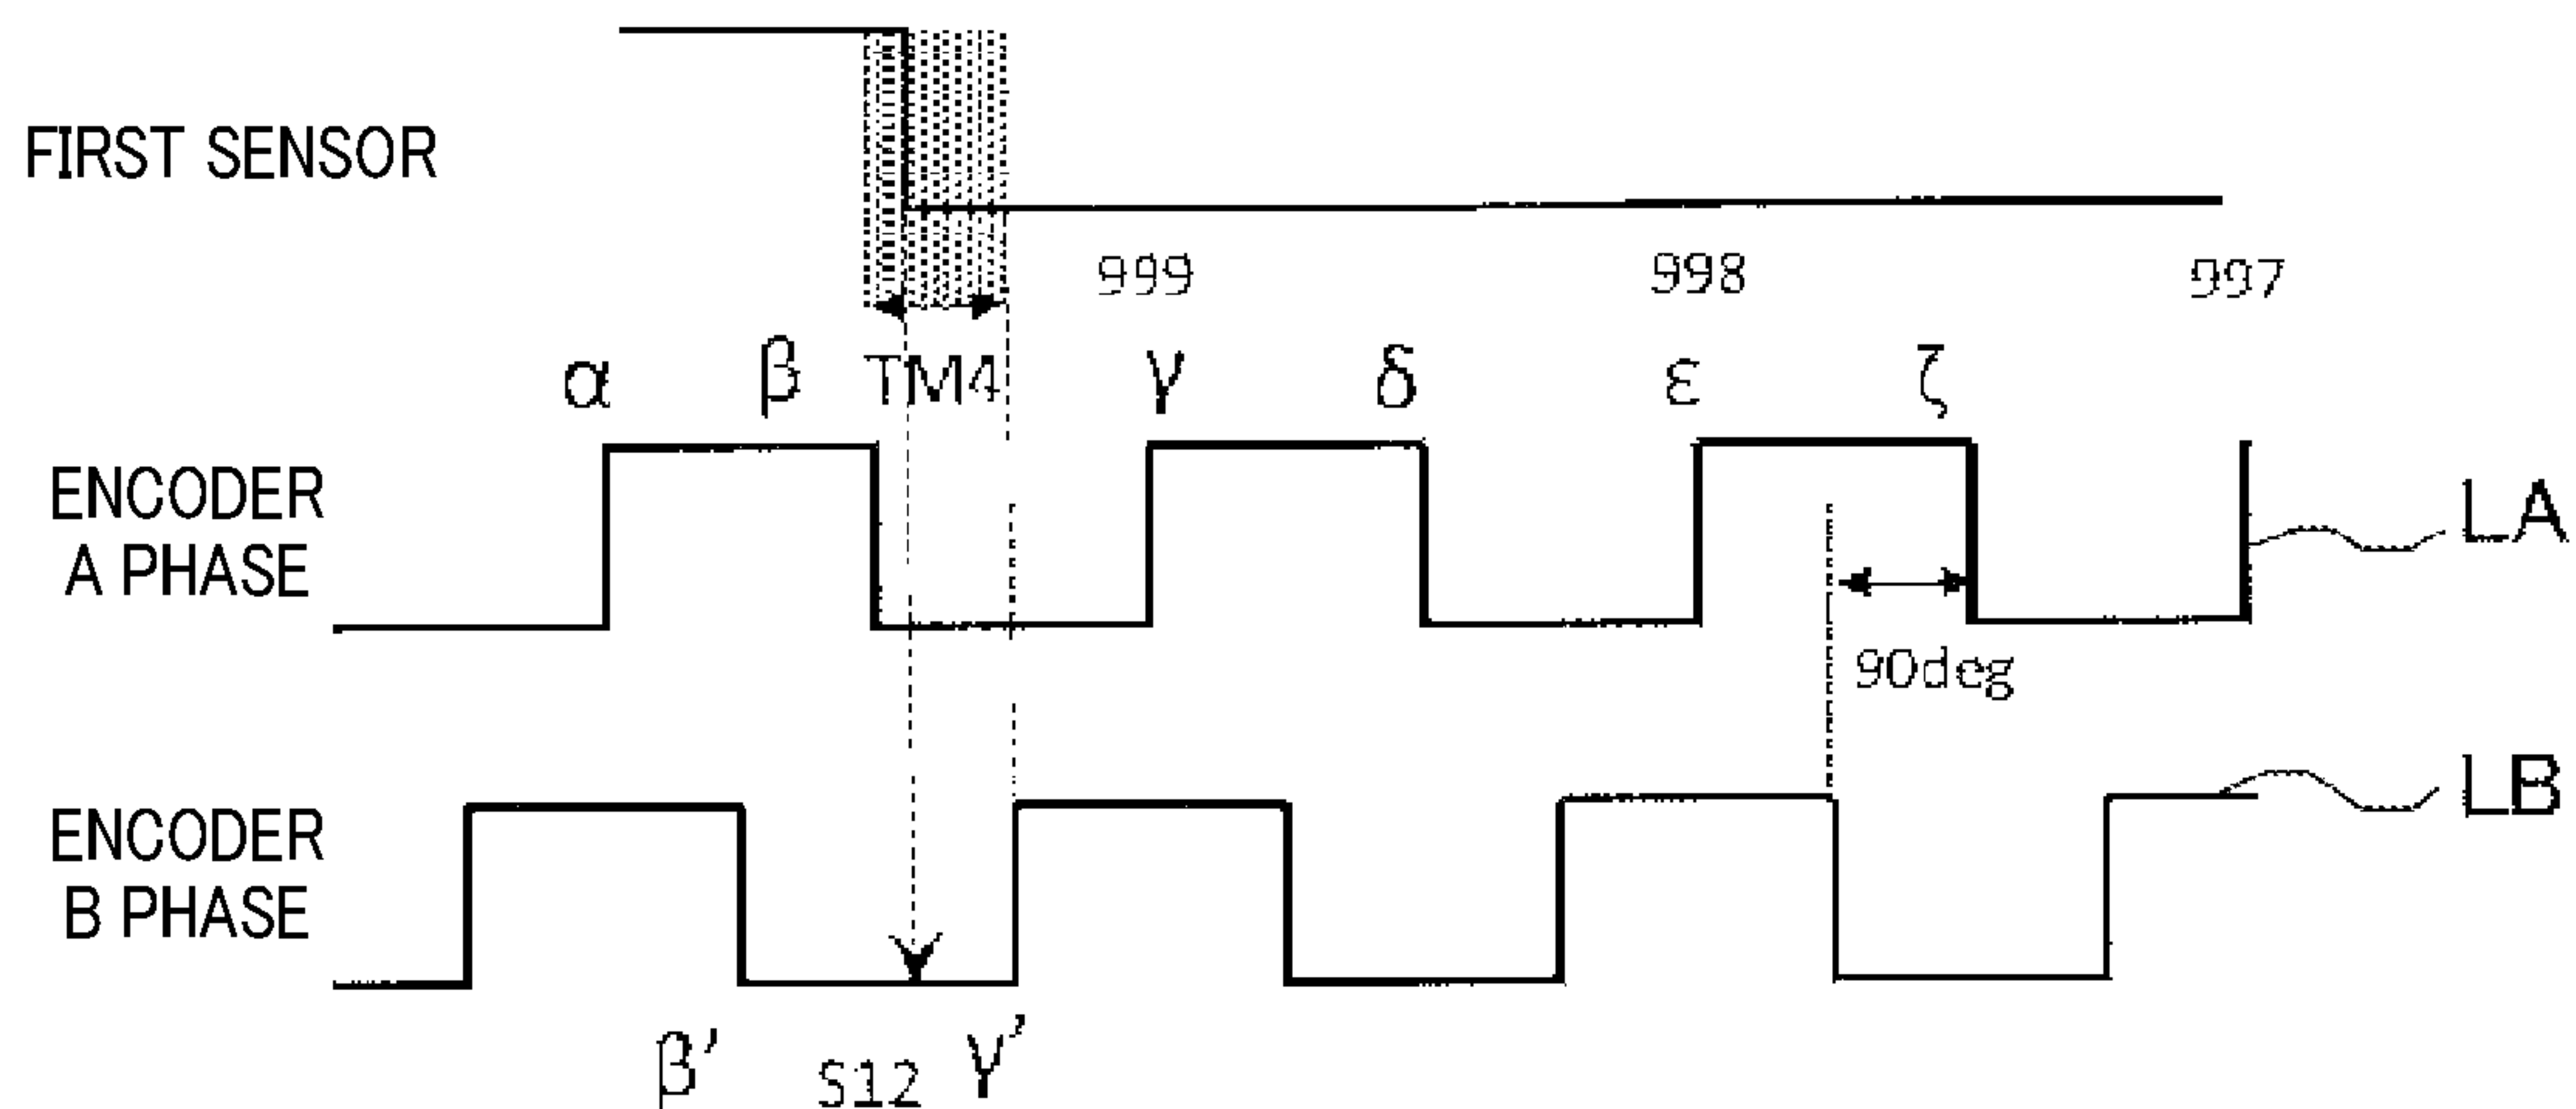 FIRST SENSOR
999 998 997
α β TM4 γ δ ε ζ
ENCODER
A PHASE
LA
90deg
ENCODER
B PHASE
LB
β' S12 γ'